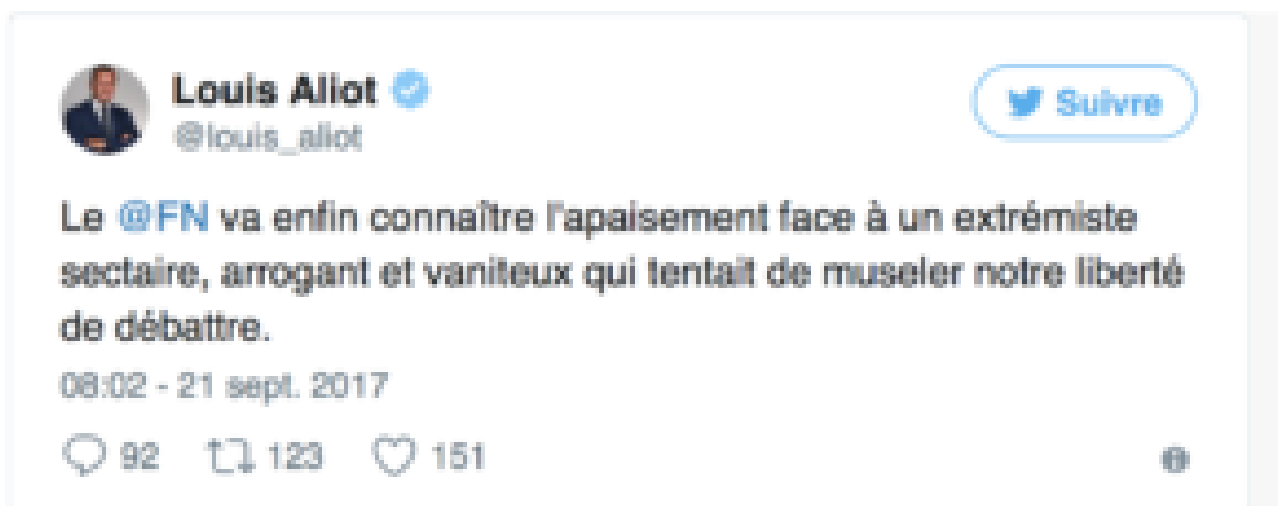 Louis Aliot
@louis_aliot
Suivre
Le @FN va enfin connaître l'apaisement face à un extrémiste
sectaire, arrogant et vaniteux qui tentait de museler notre liberté
de débattre.
08:02 - 21 sept. 2017
92 123 151